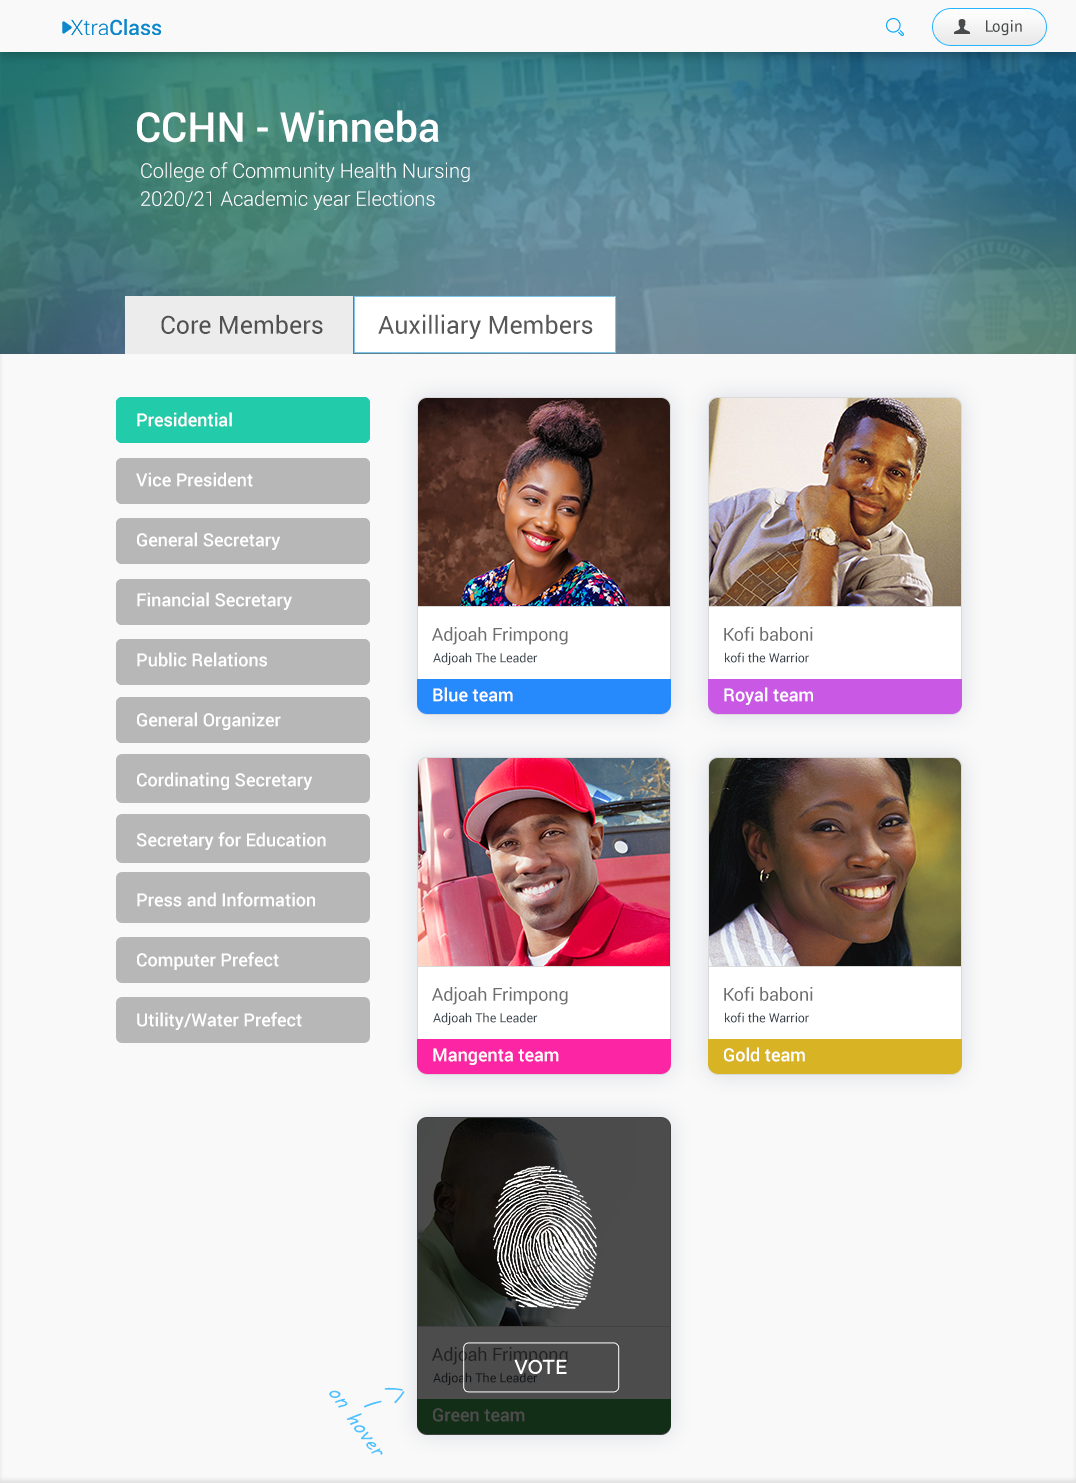 XtraClass
Login
CCHN - Winneba
College of Community Health Nursing
2020/21 Academic year Elections
ATTITUDE
Core Members
Auxilliary Members
Presidential
Vice President
General Secretary
Financial Secretary
Public Relations
General Organizer
Cordinating Secretary
Secretary for Education
Press and Information
Computer Prefect
Utility/Water Prefect
Adjoah Frimpong
Adjoah The Leader
Blue team
Kofi baboni
kofi the Warrior
Royal team
Adjoah Frimpong
Adjoah The Leader
Mangenta team
Kofi baboni
kofi the Warrior
Gold team
Adjoah Frimpong
Adjoah The Leader
VOTE
Green team
on hover